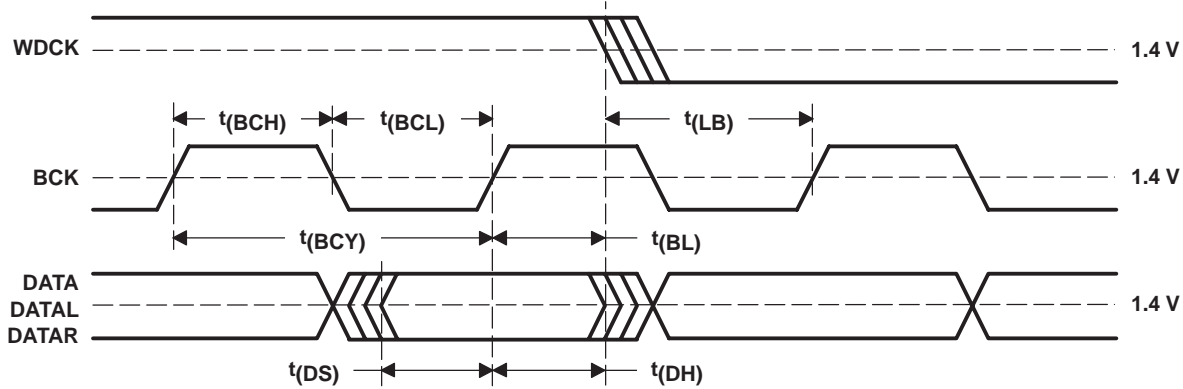 WDCK
1.4 V
t(BCH)
t(BCL)
t(LB)
BCK
1.4 V
t(BCY)
t(BL)
DATA
DATAL
DATAR
1.4 V
t(DS)
t(DH)